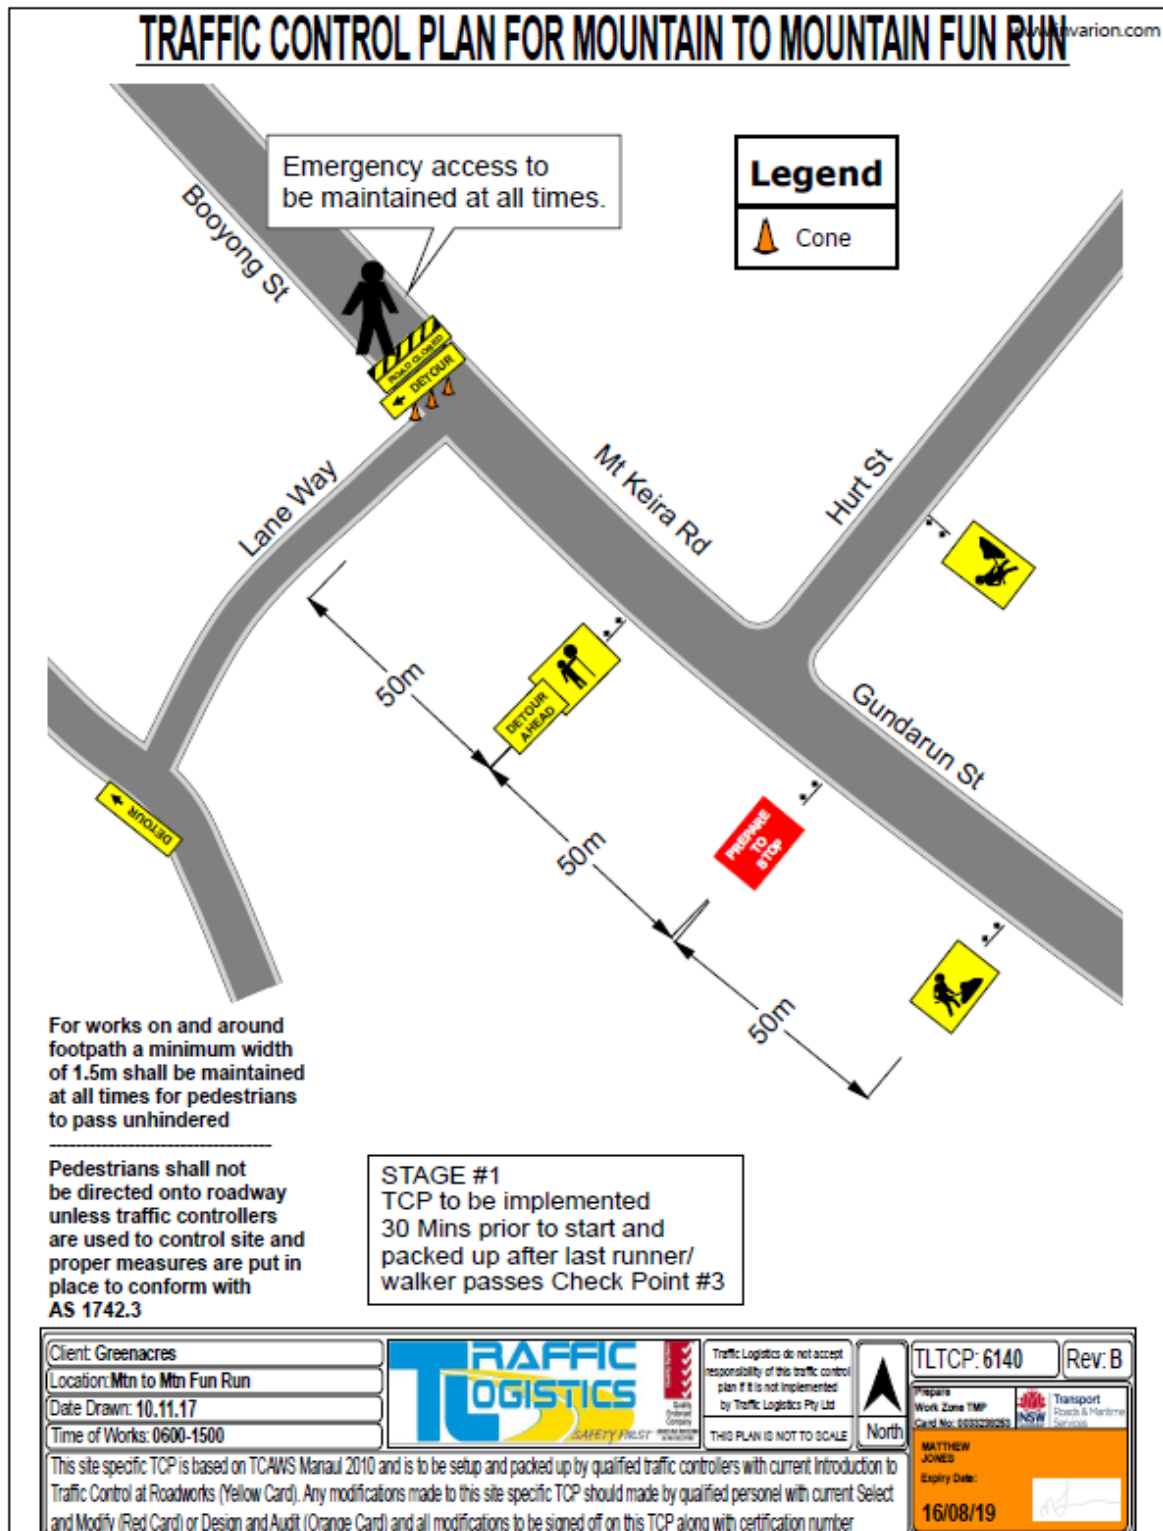 TRAFFIC CONTROL PLAN FOR MOUNTAIN TO MOUNTAIN FUN RUN
Emergency access to
be maintained at all times.
Legend
Cone
Booyong St
ROAD CLOSED
DETOUR
Lane Way
Mt Keira Rd
Hurt St
Gundarun St
50m
DETOUR
AHEAD
DETOUR
50m
PREPARE
TO
STOP
50m
For works on and around
footpath a minimum width
of 1.5m shall be maintained
at all times for pedestrians
to pass unhindered
Pedestrians shall not
be directed onto roadway
unless traffic controllers
are used to control site and
proper measures are put in
place to conform with
AS 1742.3
STAGE #1
TCP to be implemented
30 Mins prior to start and
packed up after last runner/
walker passes Check Point #3
Client: Greenacres
Location: Mtn to Mtn Fun Run
Date Drawn: 10.11.17
Time of Works: 0600-1500
TRAFFIC
LOGISTICS
SAFETY FIRST
Quality
Endorsed
Company
Traffic Logistics do not accept
responsibility of this traffic control
plan if it is not implemented
by Traffic Logistics Pty Ltd
THIS PLAN IS NOT TO SCALE
North
TLTCP: 6140
Rev: B
Prepare
Work Zone TMP
NSW
Transport
Roads & Maritime
Services
MATTHEW
JONES
Expiry Date:
16/08/19
This site specific TCP is based on TCAWS Manaul 2010 and is to be setup and packed up by qualified traffic controllers with current Introduction to
Traffic Control at Roadworks (Yellow Card). Any modifications made to this site specific TCP should made by qualified personel with current Select
and Modify (Red Card) or Design and Audit (Orange Card) and all modifications to be signed off on this TCP along with certfication number